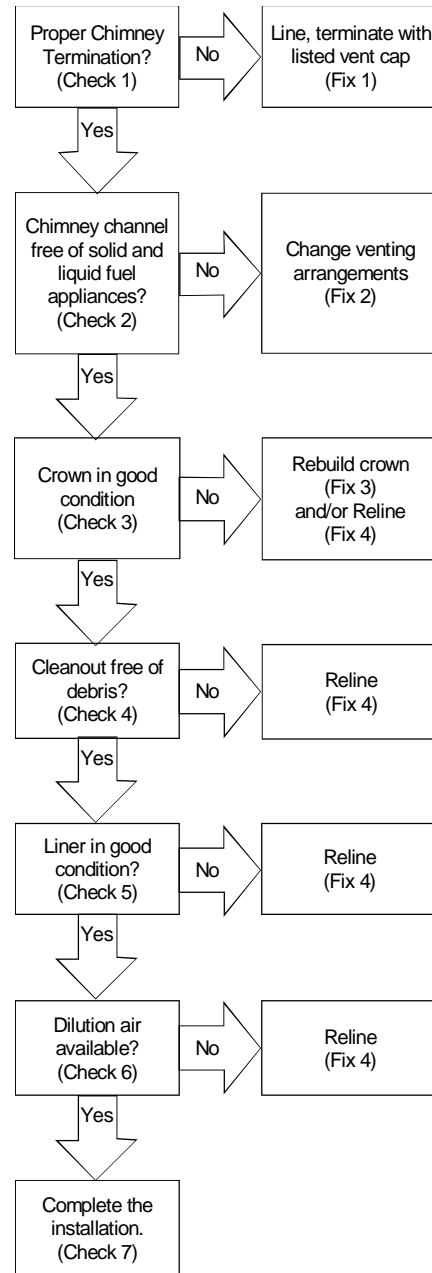 Proper Chimney
Termination?
(Check 1)
No
Line, terminate with
listed vent cap
(Fix 1)
Yes
Chimney channel
free of solid and
liquid fuel
appliances?
(Check 2)
No
Change venting
arrangements
(Fix 2)
Yes
Crown in good
condition
(Check 3)
No
Rebuild crown
(Fix 3)
and/or Reline
(Fix 4)
Yes
Cleanout free of
debris?
(Check 4)
No
Reline
(Fix 4)
Yes
Liner in good
condition?
(Check 5)
No
Reline
(Fix 4)
Yes
Dilution air
available?
(Check 6)
No
Reline
(Fix 4)
Yes
Complete the
installation.
(Check 7)